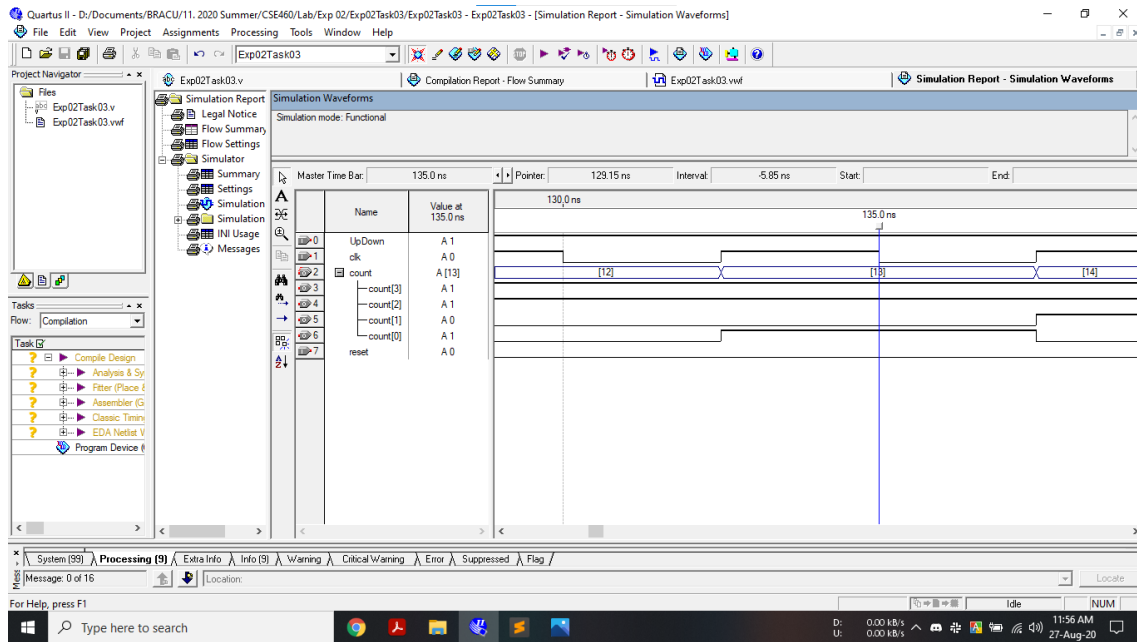 Quartus II - D:/Documents/BRACU/11. 2020 Summer/CSE460/Lab/Exp 02/Exp02Task03/Exp02Task03 - Exp02Task03 - [Simulation Report - Simulation Waveforms]
File Edit View Project Assignments Processing Tools Window Help
Exp02Task03
Project Navigator
Exp02Task03.v
Compilation Report - Flow Summary
Exp02Task03.vwf
Simulation Report - Simulation Waveforms
Files
Exp02Task03.v
Exp02Task03.vwf
Simulation Report
Legal Notice
Flow Summary
Flow Settings
Simulator
Summary
Settings
Simulation
Simulation
INI Usage
Messages
Simulation Waveforms
Simulation mode: Functional
Master Time Bar: 135.0 ns Pointer: 129.15 ns Interval: -5.85 ns Start: End:
Name
Value at
135.0 ns
130.0 ns
135.0 ns
0 UpDown A 1
1 clk A 0
2 count A [13] [12] [13] [14]
3 count[3] A 1
4 count[2] A 1
5 count[1] A 0
6 count[0] A 1
7 reset A 0
Tasks
Flow: Compilation
Task
Compile Design
Analysis & Sy
Fitter (Place &
Assembler (G
Classic Timin
EDA Netlist W
Program Device (
System (99) Processing (9) Extra Info Info (9) Warning Critical Warning Error Suppressed Flag
Message: 0 of 16 Location: Locate
For Help, press F1 Idle NUM
Type here to search
D: 0.00 kB/s
U: 0.00 kB/s
11:56 AM
27-Aug-20